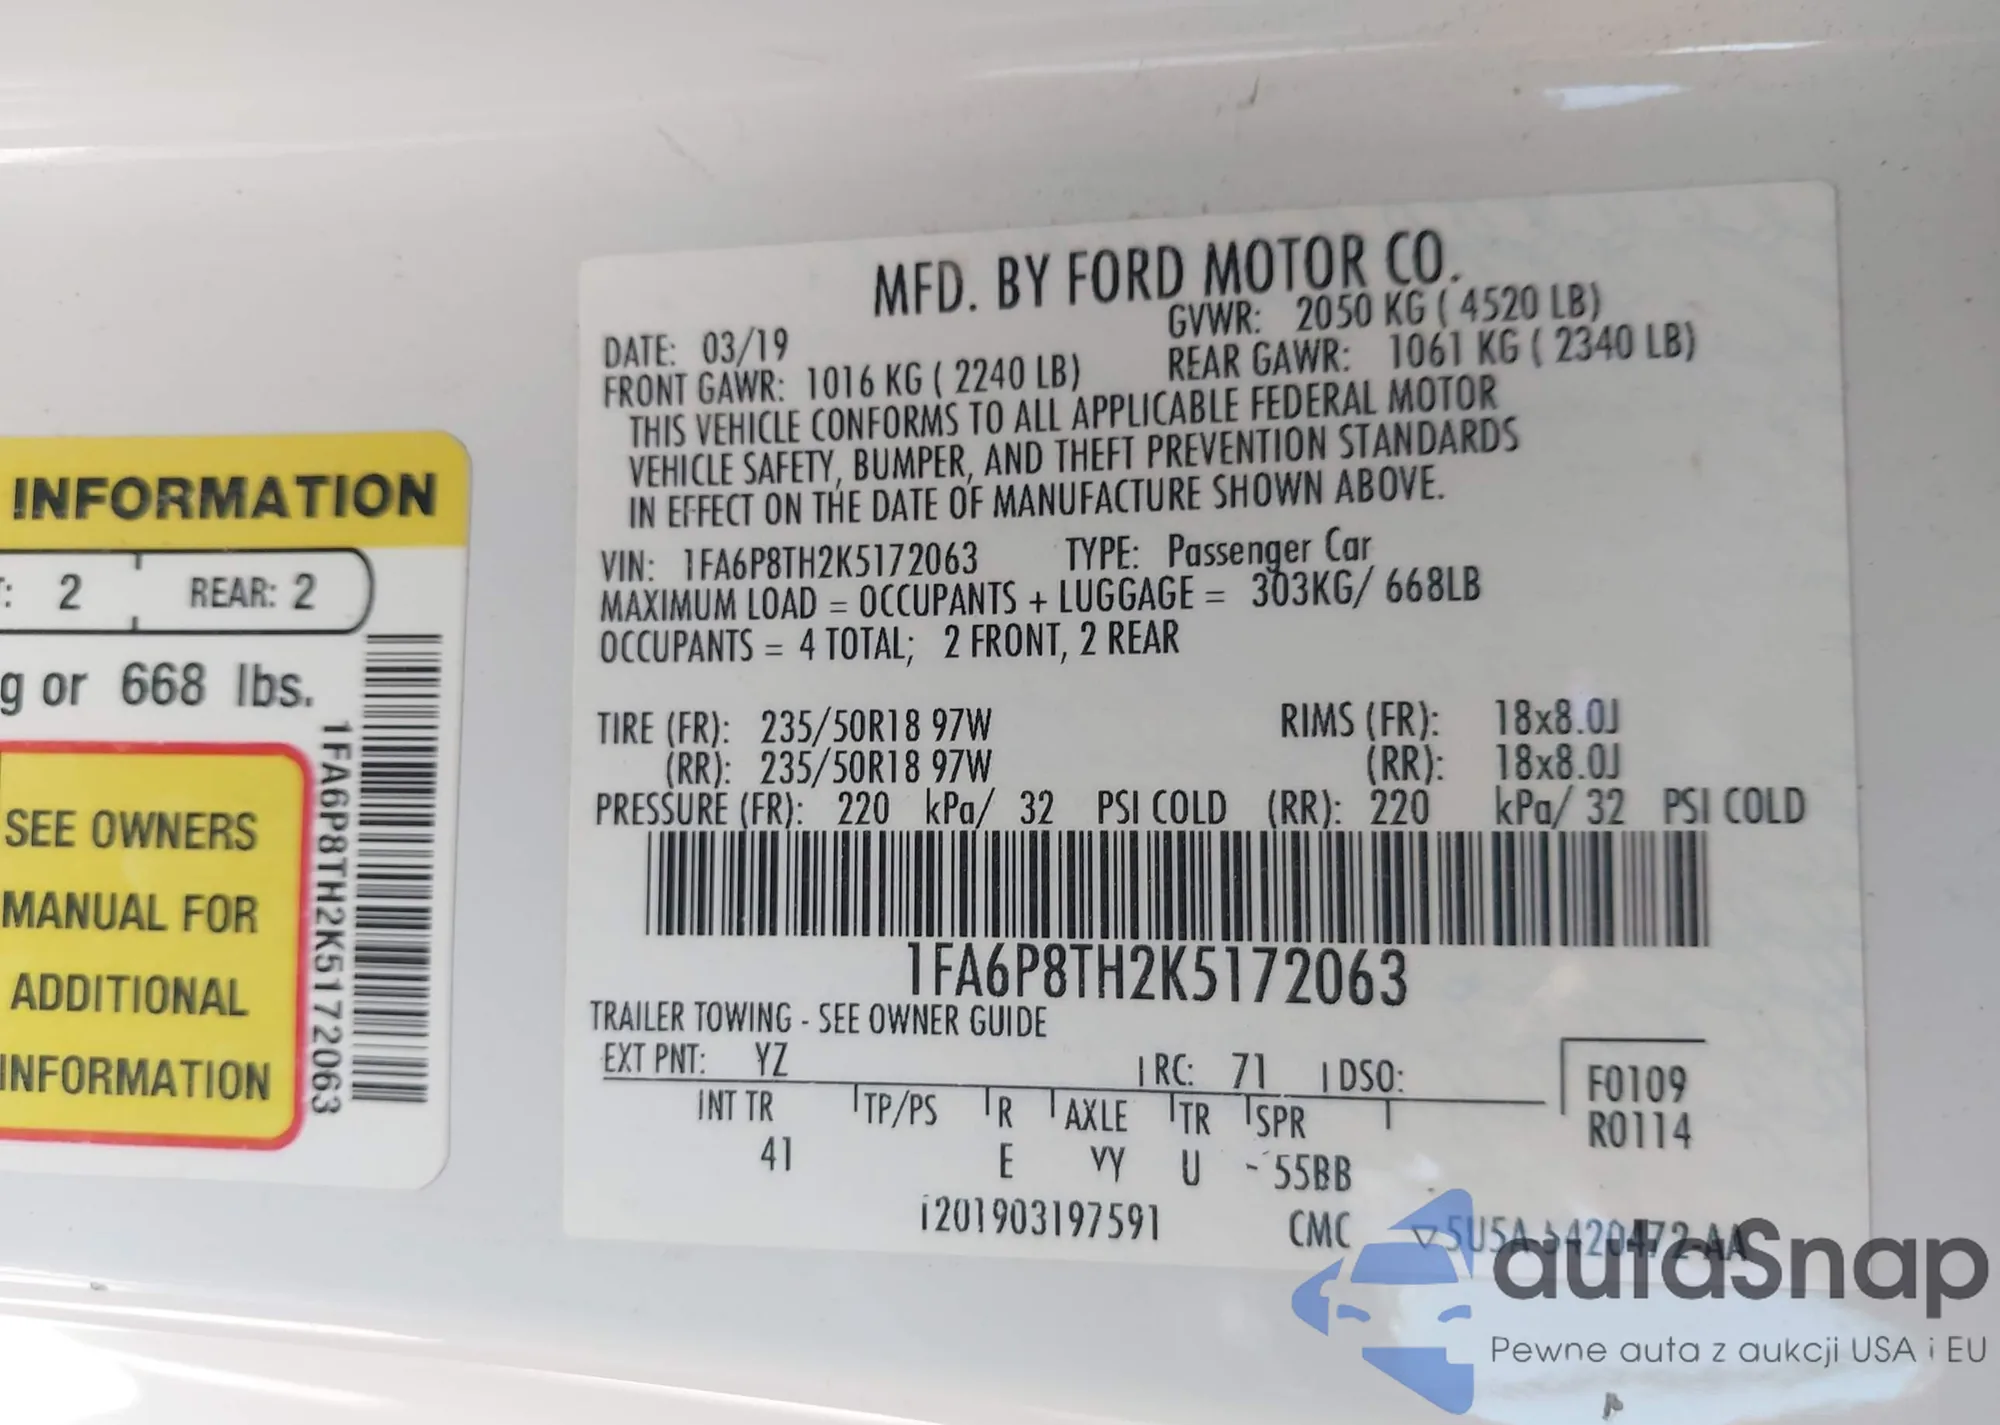 INFORMATION
: 2 REAR: 2
g or 668 lbs.
SEE OWNERS
MANUAL FOR
ADDITIONAL
INFORMATION
1FA6P8TH2K5172063
MFD. BY FORD MOTOR CO.
DATE: 03/19 GVWR: 2050 KG ( 4520 LB)
FRONT GAWR: 1016 KG ( 2240 LB) REAR GAWR: 1061 KG ( 2340 LB)
THIS VEHICLE CONFORMS TO ALL APPLICABLE FEDERAL MOTOR
VEHICLE SAFETY, BUMPER, AND THEFT PREVENTION STANDARDS
IN EFFECT ON THE DATE OF MANUFACTURE SHOWN ABOVE.
VIN: 1FA6P8TH2K5172063 TYPE: Passenger Car
MAXIMUM LOAD = OCCUPANTS + LUGGAGE = 303KG/ 668LB
OCCUPANTS = 4 TOTAL; 2 FRONT, 2 REAR
TIRE (FR): 235/50R18 97W RIMS (FR): 18x8.0J
(RR): 235/50R18 97W (RR): 18x8.0J
PRESSURE (FR): 220 kPa/ 32 PSI COLD (RR): 220 kPa/ 32 PSI COLD
1FA6P8TH2K5172063
TRAILER TOWING - SEE OWNER GUIDE
EXT PNT: YZ RC: 71 DSO:
F0109
R0114
INT TR TP/PS R AXLE TR SPR
41 E VY U - 55BB
i201903197591 CMC
autaSnap
Pewne auta z aukcji USA i EU